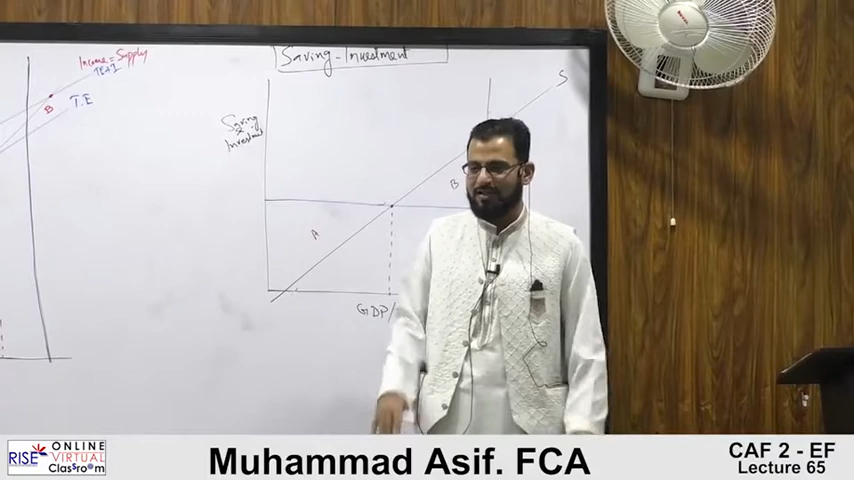 Saving - Investment
Income = Supply
T.E
B
S
Saving
&
Investment
B
A
GDP/
RISE
ONLINE
VIRTUAL
Classroom
Muhammad Asif. FCA
CAF 2 - EF
Lecture 65